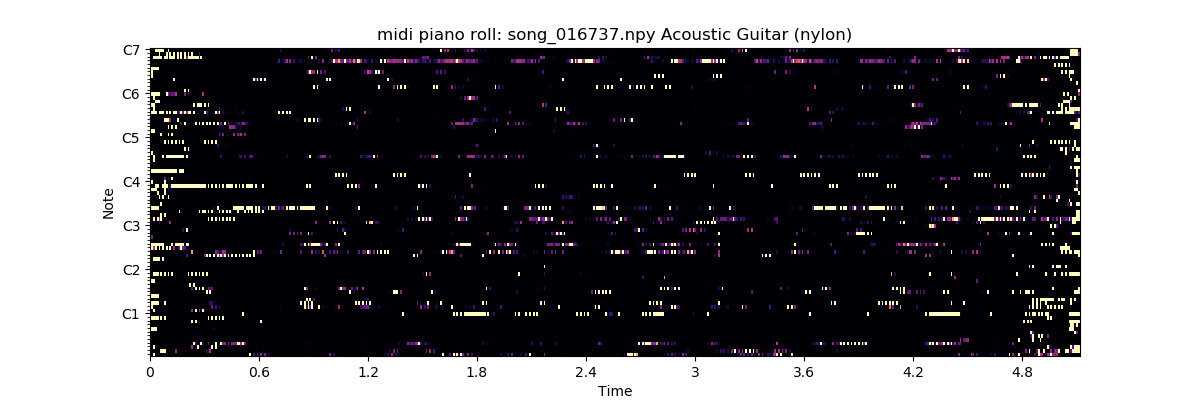 midi piano roll: song_016737.npy Acoustic Guitar (nylon)
C7
C6
C5
C4
C3
C2
C1
Note
0 0.6 1.2 1.8 2.4 3 3.6 4.2 4.8
Time